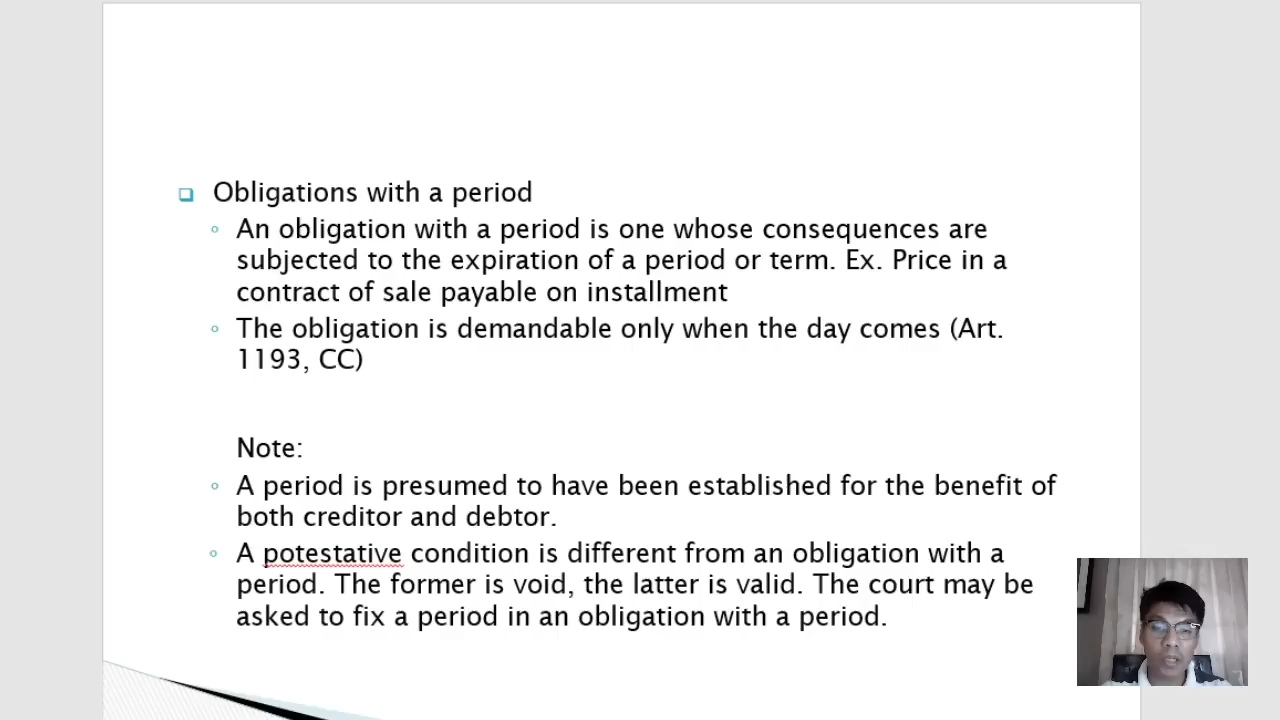 Obligations with a period
An obligation with a period is one whose consequences are
subjected to the expiration of a period or term. Ex. Price in a
contract of sale payable on installment
The obligation is demandable only when the day comes (Art.
1193, CC)
Note:
A period is presumed to have been established for the benefit of
both creditor and debtor.
A potestative condition is different from an obligation with a
period. The former is void, the latter is valid. The court may be
asked to fix a period in an obligation with a period.